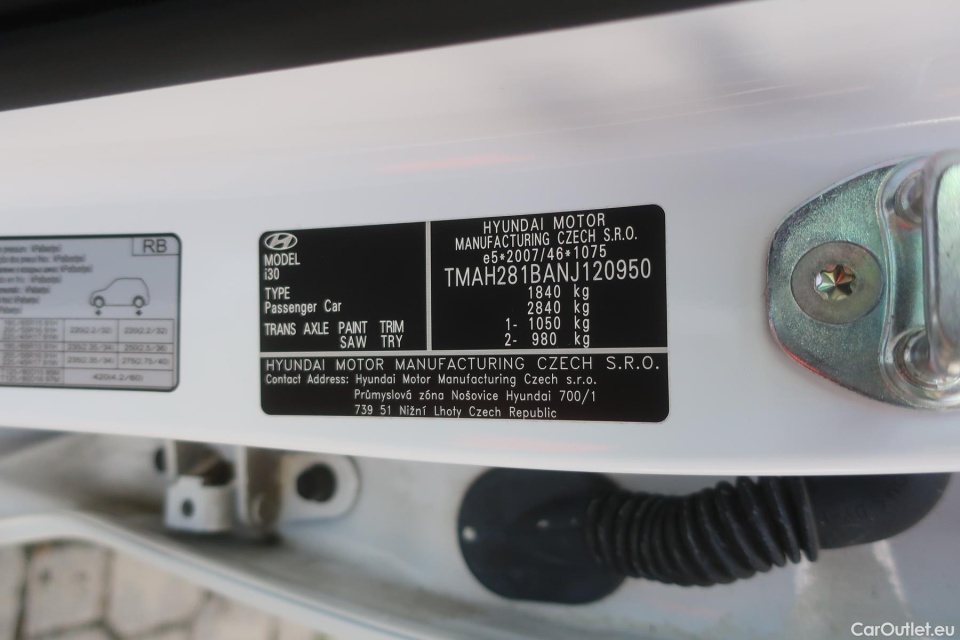 RB
MODEL
i30
TYPE
Passenger Car
TRANS AXLE PAINT TRIM
SAW TRY
HYUNDAI MOTOR
MANUFACTURING CZECH S.R.O.
e5*2007/46*1075
TMAH281BANJ120950
1840 kg
2840 kg
1- 1050 kg
2- 980 kg
HYUNDAI MOTOR MANUFACTURING CZECH S.R.O.
Contact Address: Hyundai Motor Manufacturing Czech s.r.o.
Průmyslová zóna Nošovice Hyundai 700/1
739 51 Nižní Lhoty Czech Republic
CarOutlet.eu